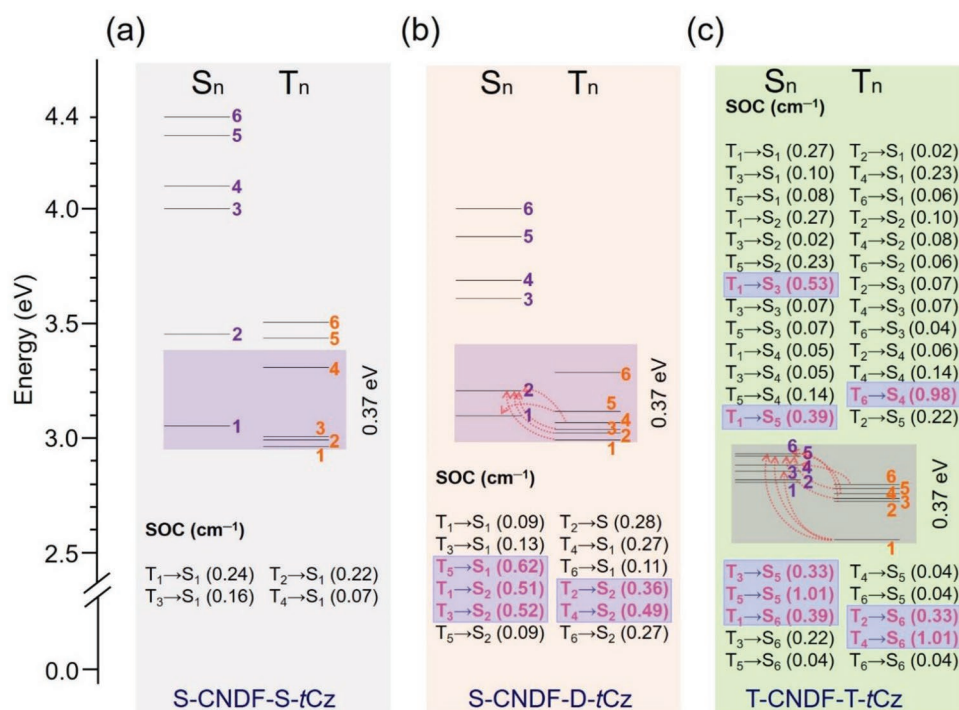 (a)
(b)
(c)
Energy (eV)
4.4
4.0
3.5
3.0
2.5
0.0
Sn Tn
6
5
4
3
2
1
6
5
4
3
2
1
0.37 eV
SOC (cm⁻¹)
T₁→S₁ (0.24) T₂→S₁ (0.22)
T₃→S₁ (0.16) T₄→S₁ (0.07)
S-CNDF-S-tCz
Sn Tn
6
5
4
3
2
1
6
5
4
3
2
1
0.37 eV
SOC (cm⁻¹)
T₁→S₁ (0.09) T₂→S (0.28)
T₃→S₁ (0.13) T₄→S₁ (0.27)
T₅→S₁ (0.62) T₆→S₁ (0.11)
T₁→S₂ (0.51) T₂→S₂ (0.36)
T₃→S₂ (0.52) T₄→S₂ (0.49)
T₅→S₂ (0.09) T₆→S₂ (0.27)
S-CNDF-D-tCz
Sn Tn
SOC (cm⁻¹)
T₁→S₁ (0.27) T₂→S₁ (0.02)
T₃→S₁ (0.10) T₄→S₁ (0.23)
T₅→S₁ (0.08) T₆→S₁ (0.06)
T₁→S₂ (0.27) T₂→S₂ (0.10)
T₃→S₂ (0.02) T₄→S₂ (0.08)
T₅→S₂ (0.23) T₆→S₂ (0.06)
T₁→S₃ (0.53) T₂→S₃ (0.07)
T₃→S₃ (0.07) T₄→S₃ (0.07)
T₅→S₃ (0.07) T₆→S₃ (0.04)
T₁→S₄ (0.05) T₂→S₄ (0.06)
T₃→S₄ (0.05) T₄→S₄ (0.14)
T₅→S₄ (0.14) T₆→S₄ (0.98)
T₁→S₅ (0.39) T₂→S₅ (0.22)
6
5
4
3
2
1
6
5
4
3
2
1
0.37 eV
T₃→S₅ (0.33) T₄→S₅ (0.04)
T₅→S₅ (1.01) T₆→S₅ (0.04)
T₁→S₆ (0.39) T₂→S₆ (0.33)
T₃→S₆ (0.22) T₄→S₆ (1.01)
T₅→S₆ (0.04) T₆→S₆ (0.04)
T-CNDF-T-tCz